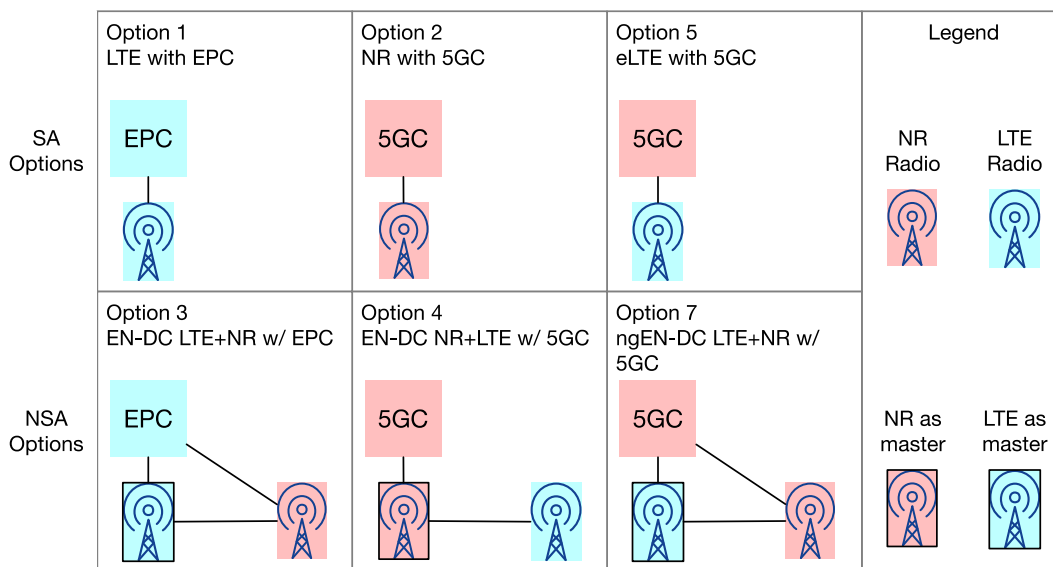 Option 1
LTE with EPC
Option 2
NR with 5GC
Option 5
eLTE with 5GC
Legend
SA
Options
EPC
5GC
5GC
NR
Radio
LTE
Radio
Option 3
EN-DC LTE+NR w/ EPC
Option 4
EN-DC NR+LTE w/ 5GC
Option 7
ngEN-DC LTE+NR w/
5GC
NSA
Options
EPC
5GC
5GC
NR as
master
LTE as
master